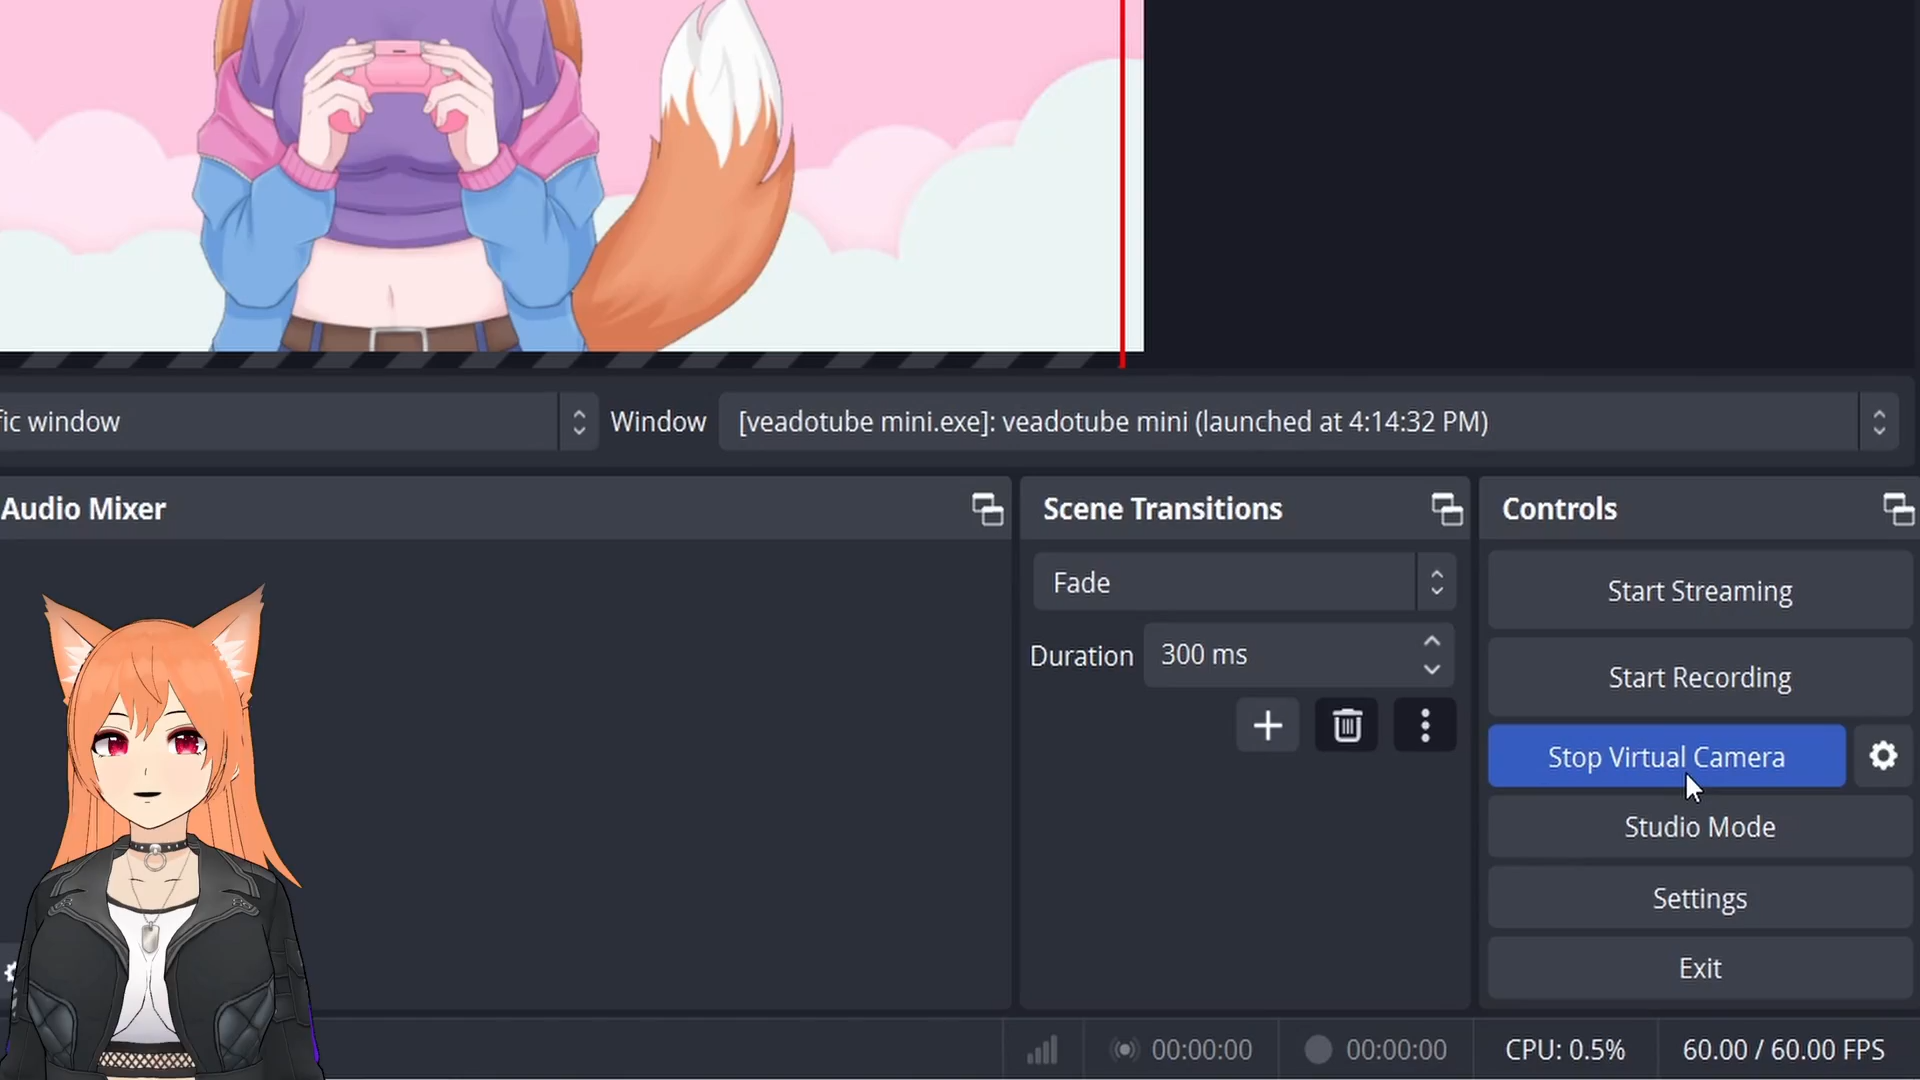 fic window
Window
[veadotube mini.exe]: veadotube mini (launched at 4:14:32 PM)
Audio Mixer
Scene Transitions
Controls
Fade
Duration
300 ms
Start Streaming
Start Recording
Stop Virtual Camera
Studio Mode
Settings
Exit
00:00:00
00:00:00
CPU: 0.5%
60.00 / 60.00 FPS